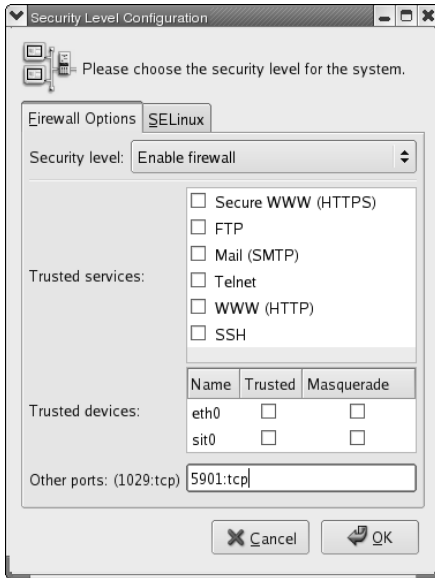 Security Level Configuration
Please choose the security level for the system.
Firewall Options SELinux
Security level: Enable firewall
Trusted services:
Secure WWW (HTTPS)
FTP
Mail (SMTP)
Telnet
WWW (HTTP)
SSH
Trusted devices:
Name Trusted Masquerade
eth0
sit0
Other ports: (1029:tcp) 5901:tcp
Cancel OK